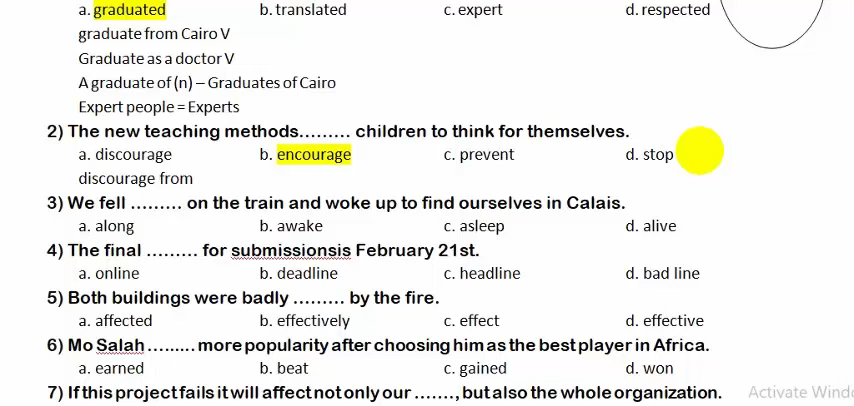 a. graduated b. translated c. expert d. respected
graduate from Cairo V
Graduate as a doctor V
A graduate of (n) – Graduates of Cairo
Expert people = Experts
2) The new teaching methods......... children to think for themselves.
a. discourage b. encourage c. prevent d. stop
discourage from
3) We fell ......... on the train and woke up to find ourselves in Calais.
a. along b. awake c. asleep d. alive
4) The final ......... for submissionsis February 21st.
a. online b. deadline c. headline d. bad line
5) Both buildings were badly ......... by the fire.
a. affected b. effectively c. effect d. effective
6) Mo Salah ......... more popularity after choosing him as the best player in Africa.
a. earned b. beat c. gained d. won
7) If this project fails it will affect not only our ......., but also the whole organization.
Activate